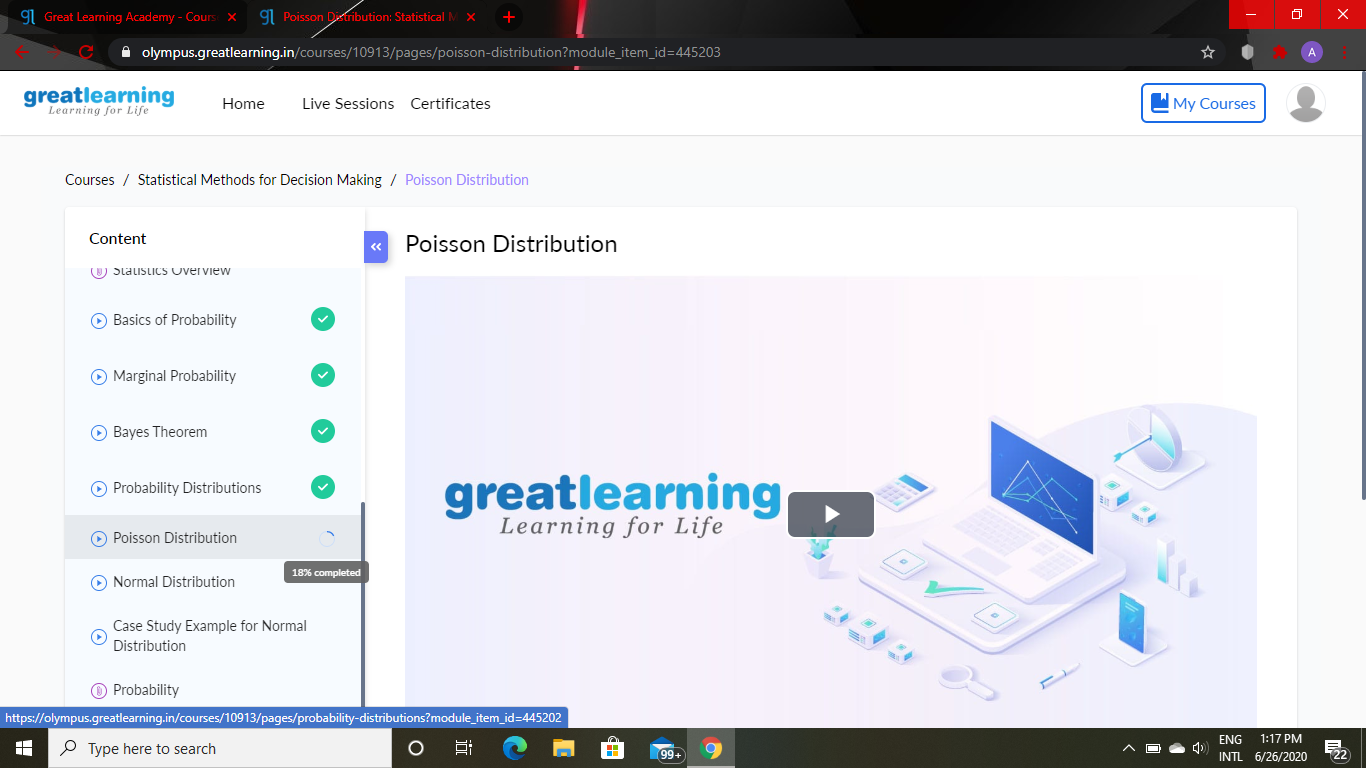 Great Learning Academy - Cours
Poisson Distribution: Statistical M
olympus.greatlearning.in/courses/10913/pages/poisson-distribution?module_item_id=445203
A
greatlearning
Learning for Life
Home
Live Sessions
Certificates
My Courses
Courses / Statistical Methods for Decision Making / Poisson Distribution
Content
Statistics Overview
Basics of Probability
Marginal Probability
Bayes Theorem
Probability Distributions
Poisson Distribution
18% completed
Normal Distribution
Case Study Example for Normal
Distribution
Probability
Poisson Distribution
greatlearning
Learning for Life
https://olympus.greatlearning.in/courses/10913/pages/probability-distributions?module_item_id=445202
Type here to search
99+
ENG
INTL
1:17 PM
6/26/2020
22